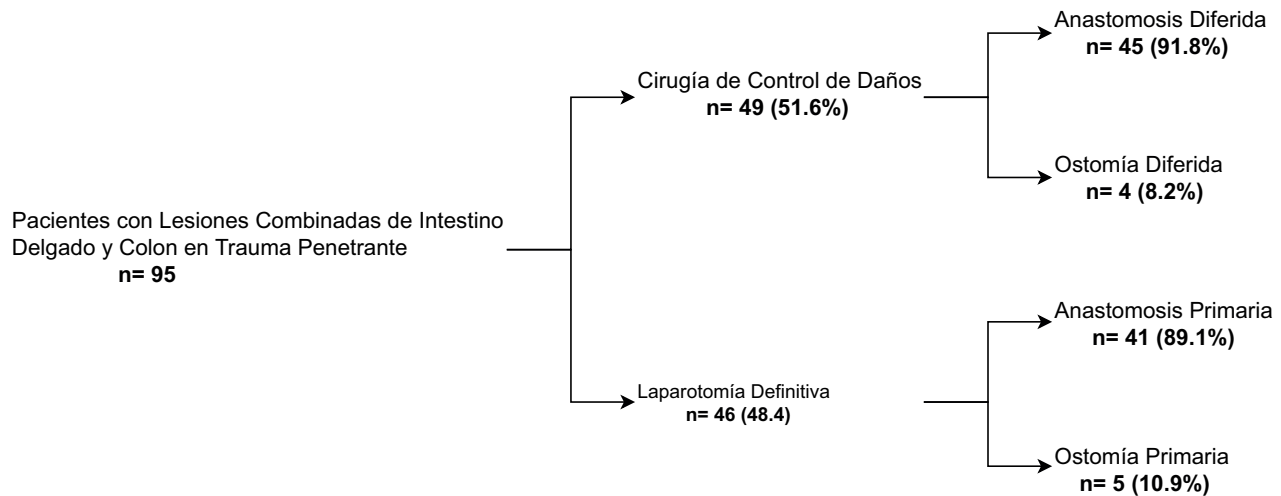 Pacientes con Lesiones Combinadas de Intestino
Delgado y Colon en Trauma Penetrante
n= 95
Cirugía de Control de Daños
n= 49 (51.6%)
Anastomosis Diferida
n= 45 (91.8%)
Ostomía Diferida
n= 4 (8.2%)
Laparotomía Definitiva
n= 46 (48.4)
Anastomosis Primaria
n= 41 (89.1%)
Ostomía Primaria
n= 5 (10.9%)